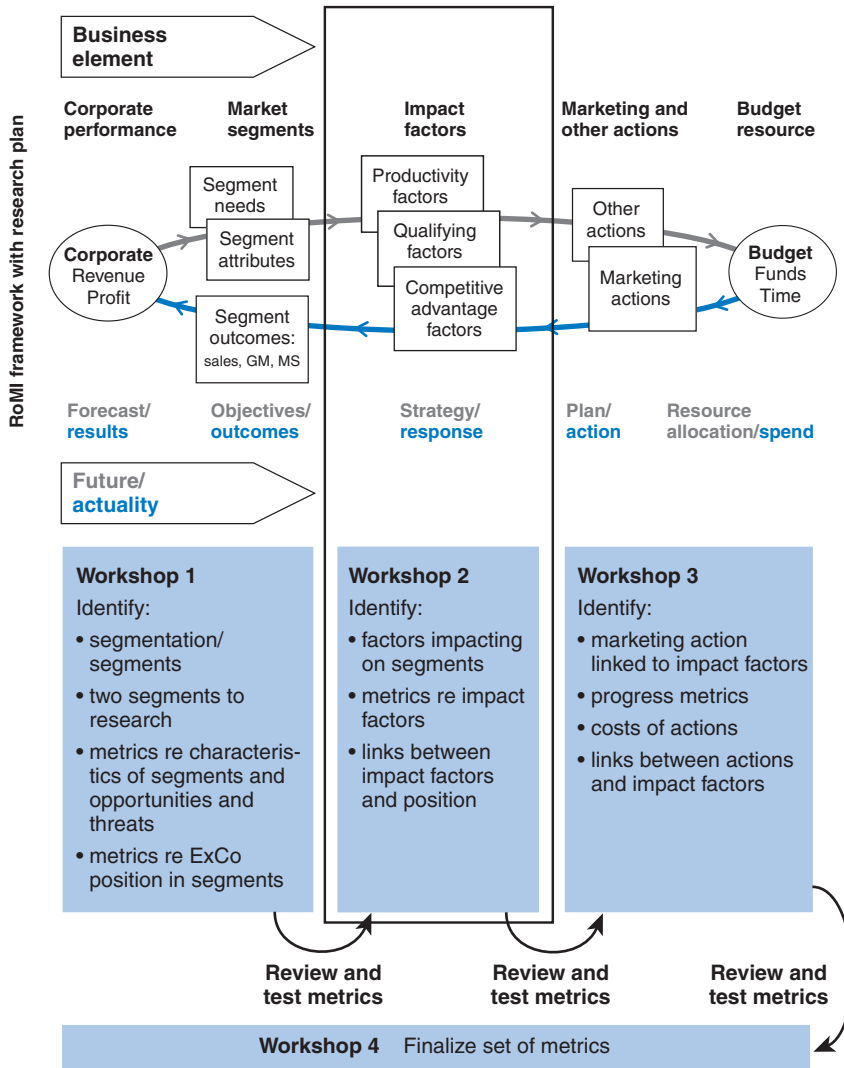 RoMI framework with research plan
Business
element
Corporate
performance
Market
segments
Impact
factors
Marketing and
other actions
Budget
resource
Segment
needs
Segment
attributes
Productivity
factors
Qualifying
factors
Competitive
advantage
factors
Other
actions
Marketing
actions
Corporate
Revenue
Profit
Segment
outcomes:
sales, GM, MS
Budget
Funds
Time
Forecast/
results
Objectives/
outcomes
Strategy/
response
Plan/
action
Resource
allocation/spend
Future/
actuality
Workshop 1
Identify:
• segmentation/
segments
• two segments to
research
• metrics re characteris-
tics of segments and
opportunities and
threats
• metrics re ExCo
position in segments
Workshop 2
Identify:
• factors impacting
on segments
• metrics re impact
factors
• links between
impact factors
and position
Workshop 3
Identify:
• marketing action
linked to impact factors
• progress metrics
• costs of actions
• links between actions
and impact factors
Review and
test metrics
Review and
test metrics
Review and
test metrics
Workshop 4 Finalize set of metrics